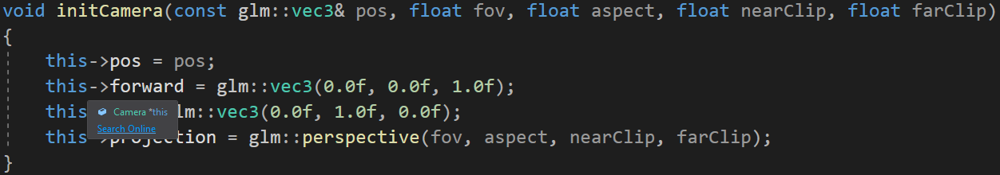 void initCamera(const glm::vec3& pos, float fov, float aspect, float nearClip, float farClip)
{
    this->pos = pos;
    this->forward = glm::vec3(0.0f, 0.0f, 1.0f);
    this lm::vec3(0.0f, 1.0f, 0.0f);
Camera *this
Search Online
    this->projection = glm::perspective(fov, aspect, nearClip, farClip);
}